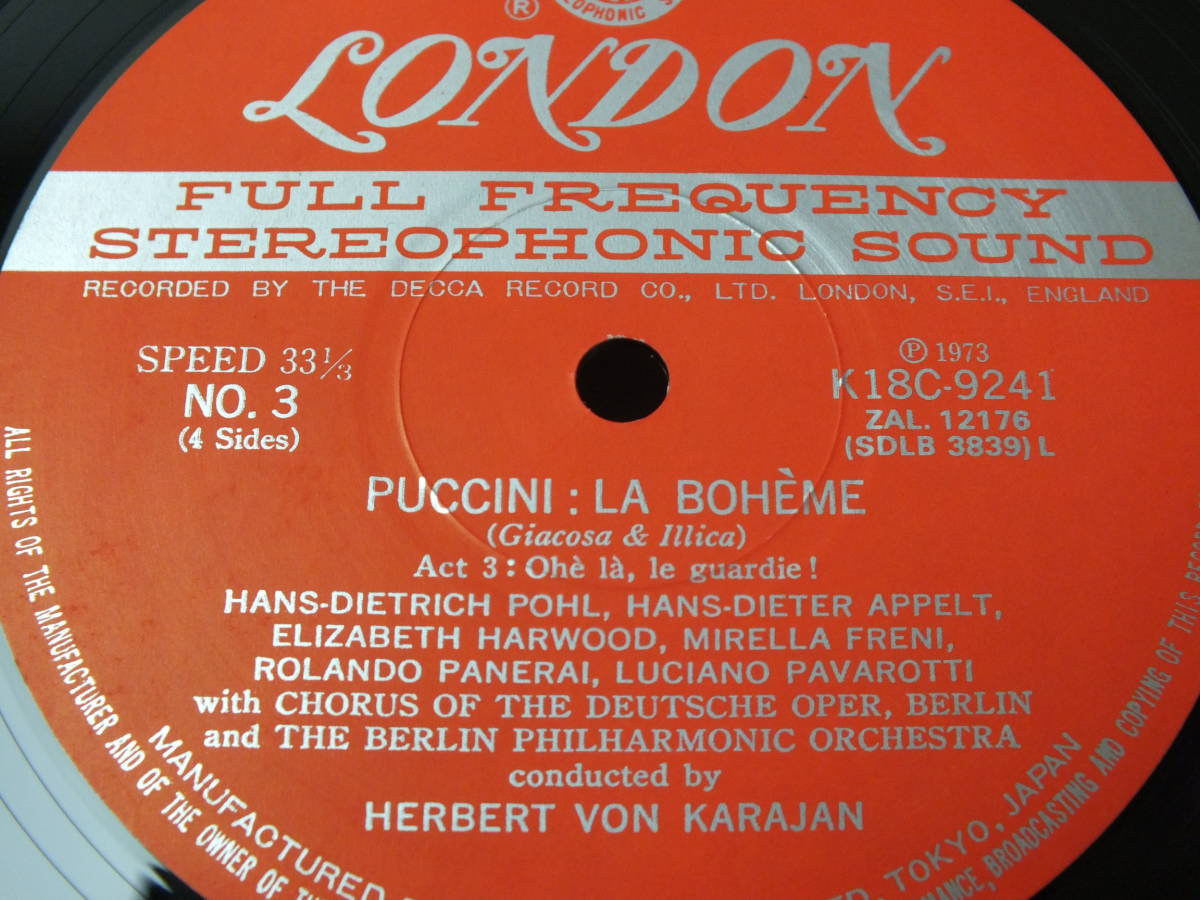 ®
OPHONIC
LONDON
FULL FREQUENCY
STEREOPHONIC SOUND
RECORDED BY THE DECCA RECORD CO., LTD. LONDON, S.E.I., ENGLAND
SPEED 33⅓
NO. 3
(4 Sides)
Ⓟ 1973
K18C-9241
ZAL. 12176
(SDLB 3839) L
PUCCINI : LA BOHÈME
(Giacosa & Illica)
Act 3 : Ohè là, le guardie !
HANS-DIETRICH POHL, HANS-DIETER APPELT,
ELIZABETH HARWOOD, MIRELLA FRENI,
ROLANDO PANERAI, LUCIANO PAVAROTTI
with CHORUS OF THE DEUTSCHE OPER, BERLIN
and THE BERLIN PHILHARMONIC ORCHESTRA
conducted by
HERBERT VON KARAJAN
ALL RIGHTS OF THE MANUFACTURER AND OF THE OWNER OF
MANUFACTURED
TOKYO, JAPAN
BROADCASTING AND COPYING OF THIS